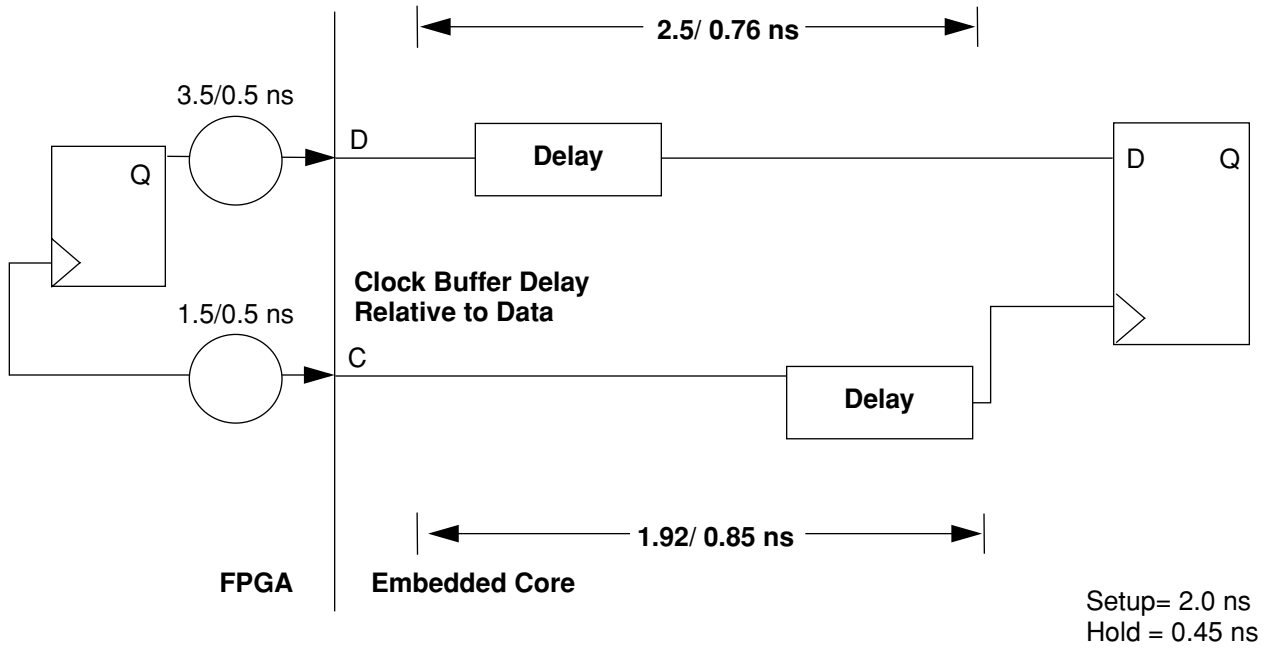 2.5/ 0.76 ns
3.5/0.5 ns
D
Delay
Q
D Q
Clock Buffer Delay
Relative to Data
1.5/0.5 ns
C
Delay
1.92/ 0.85 ns
FPGA Embedded Core
Setup= 2.0 ns
Hold = 0.45 ns